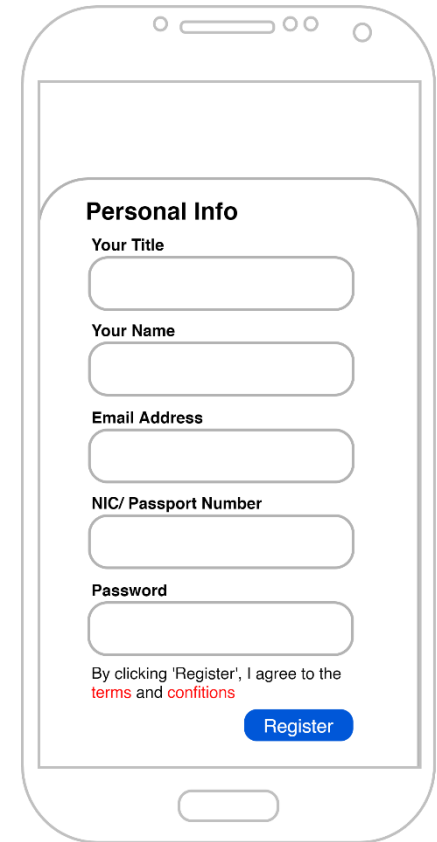 Personal Info
Your Title
Your Name
Email Address
NIC/ Passport Number
Password
By clicking 'Register', I agree to the
terms and confitions
Register